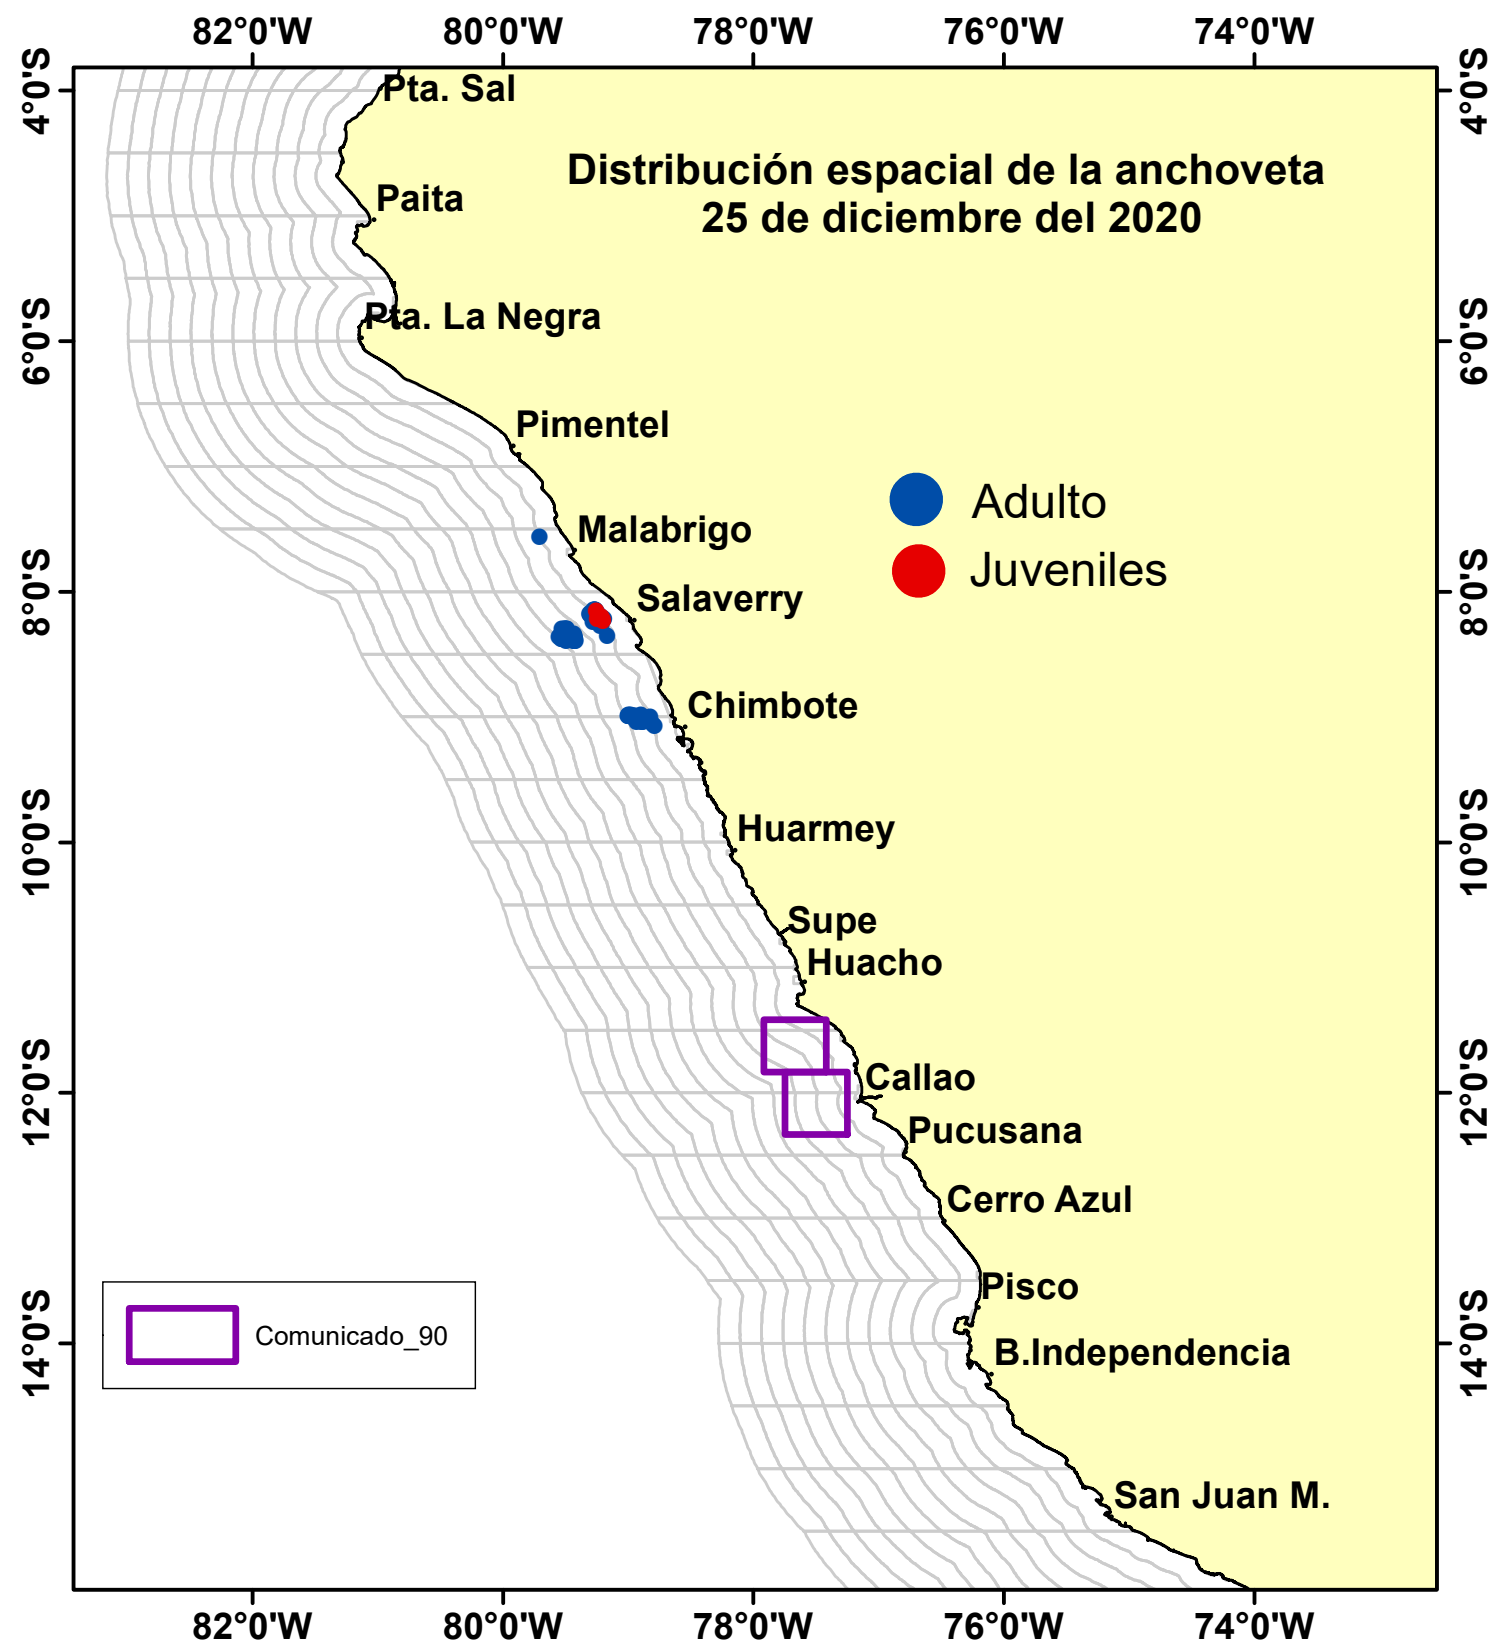 82°0'W 80°0'W 78°0'W 76°0'W 74°0'W
4°0'S 4°0'S
Pta. Sal
Distribución espacial de la anchoveta
25 de diciembre del 2020
Paita
Pta. La Negra
6°0'S 6°0'S
Pimentel
Adulto
Malabrigo
Juveniles
8°0'S 8°0'S
Salaverry
Chimbote
Huarmey
10°0'S 10°0'S
Supe
Huacho
Callao
12°0'S 12°0'S
Pucusana
Cerro Azul
Pisco
Comunicado_90
14°0'S 14°0'S
B.Independencia
San Juan M.
82°0'W 80°0'W 78°0'W 76°0'W 74°0'W